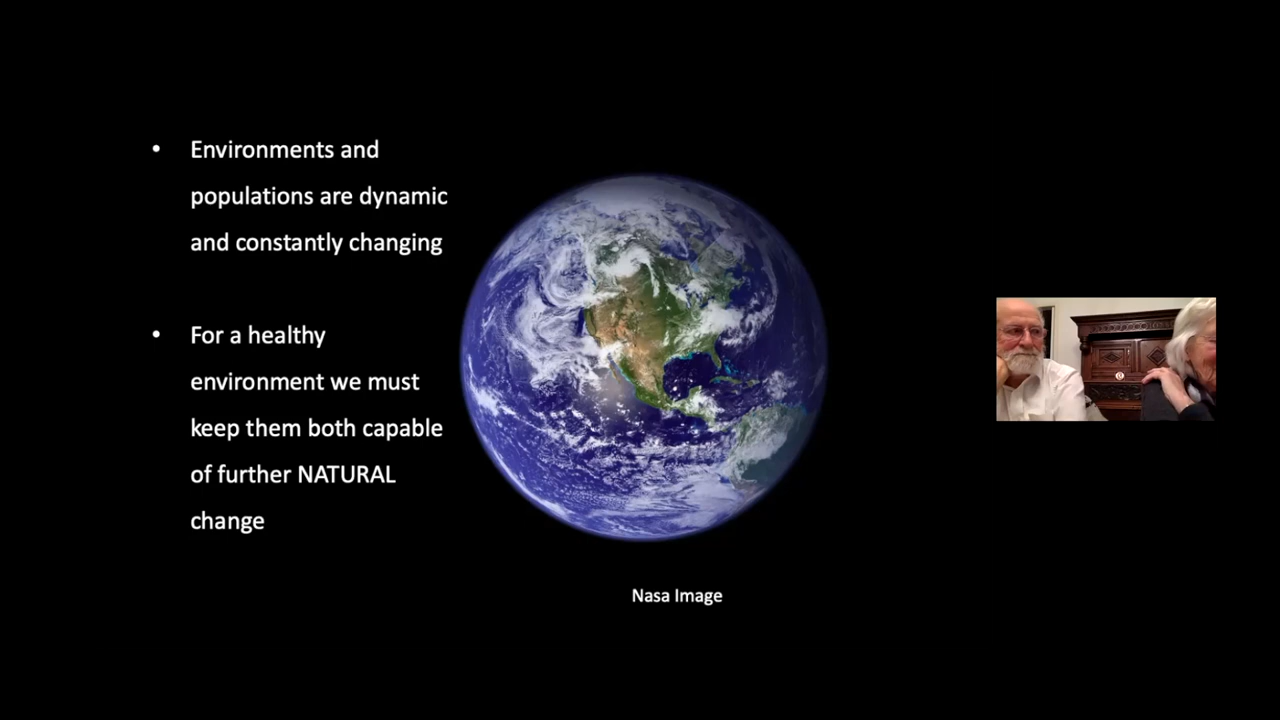 • Environments and
populations are dynamic
and constantly changing
• For a healthy
environment we must
keep them both capable
of further NATURAL
change
Nasa Image